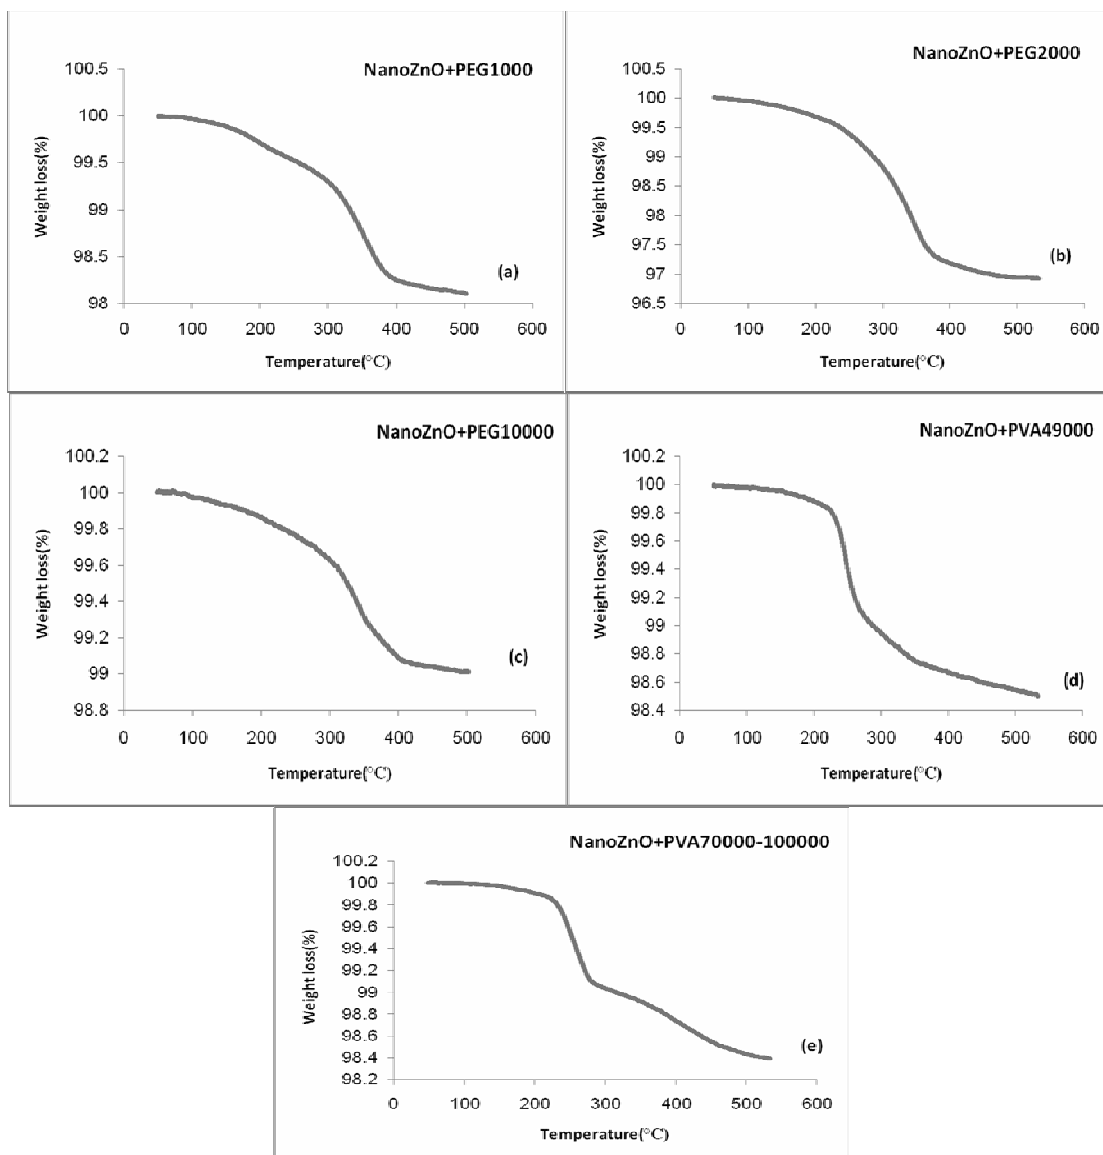 NanoZnO+PEG1000
100.5
100
99.5
99
98.5
98
Weight loss(%)
(a)
0 100 200 300 400 500 600
Temperature(°C)
NanoZnO+PEG2000
100.5
100
99.5
99
98.5
98
97.5
97
96.5
Weight loss(%)
(b)
0 100 200 300 400 500 600
Temperature(°C)
NanoZnO+PEG10000
100.2
100
99.8
99.6
99.4
99.2
99
98.8
Weight loss(%)
(c)
0 100 200 300 400 500 600
Temperature(°C)
NanoZnO+PVA49000
100.2
100
99.8
99.6
99.4
99.2
99
98.8
98.6
98.4
Weight loss(%)
(d)
0 100 200 300 400 500 600
Temperature(°C)
NanoZnO+PVA70000-100000
100.2
100
99.8
99.6
99.4
99.2
99
98.8
98.6
98.4
98.2
Weight loss(%)
(e)
0 100 200 300 400 500 600
Temperature(°C)